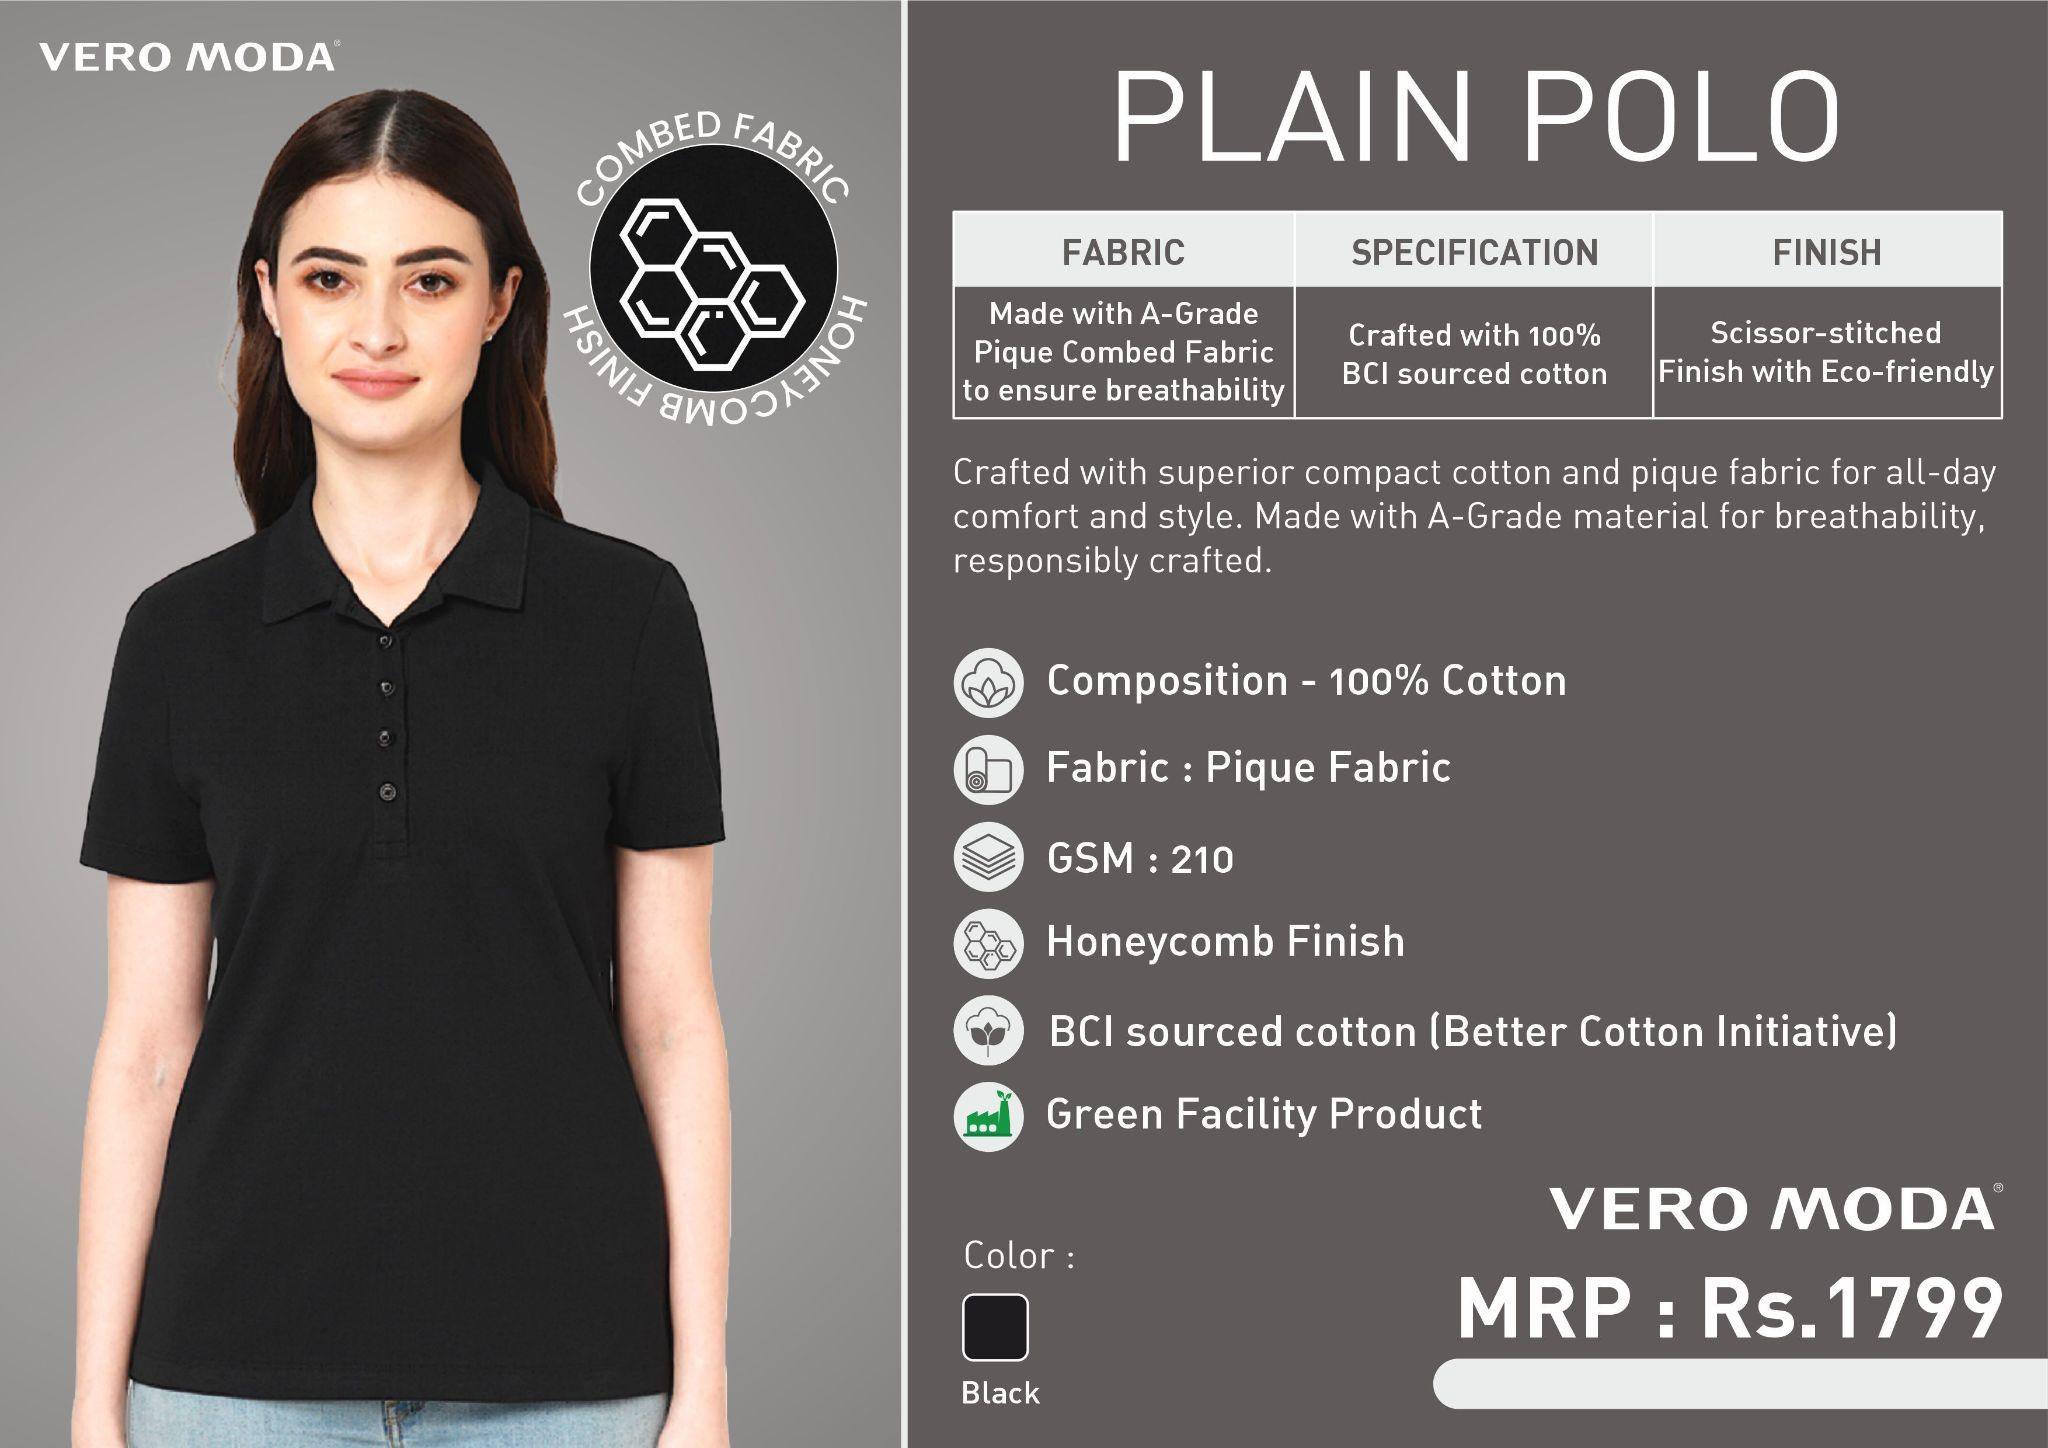 VERO MODA®
COMBED FABRIC
HONEYCOMB FINISH
PLAIN POLO
FABRIC
SPECIFICATION
FINISH
Made with A-Grade
Pique Combed Fabric
to ensure breathability
Crafted with 100%
BCI sourced cotton
Scissor-stitched
Finish with Eco-friendly
Crafted with superior compact cotton and pique fabric for all-day
comfort and style. Made with A-Grade material for breathability,
responsibly crafted.
Composition - 100% Cotton
Fabric : Pique Fabric
GSM : 210
Honeycomb Finish
BCI sourced cotton (Better Cotton Initiative)
Green Facility Product
VERO MODA®
Color :
Black
MRP : Rs.1799